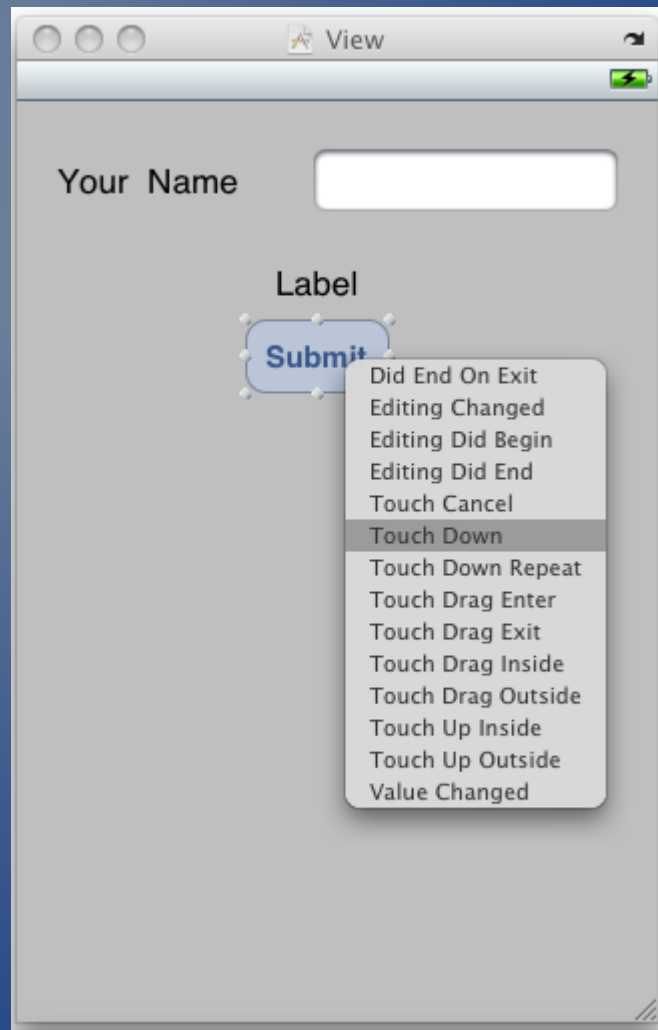 View
Your Name
Label
Submit
Did End On Exit
Editing Changed
Editing Did Begin
Editing Did End
Touch Cancel
Touch Down
Touch Down Repeat
Touch Drag Enter
Touch Drag Exit
Touch Drag Inside
Touch Drag Outside
Touch Up Inside
Touch Up Outside
Value Changed